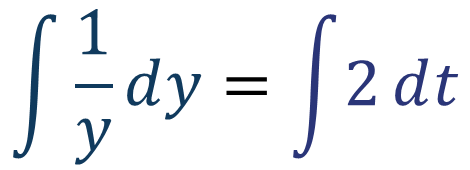 ∫ 1/y dy = ∫ 2 dt